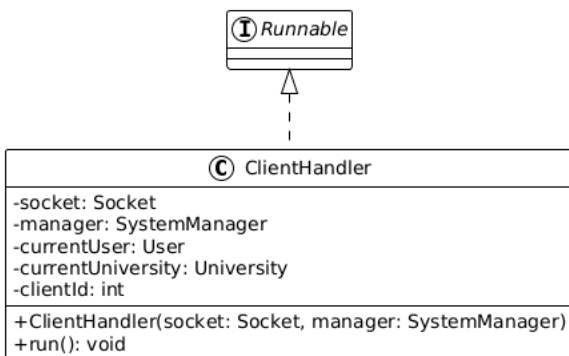 I Runnable
C ClientHandler
-socket: Socket
-manager: SystemManager
-currentUser: User
-currentUniversity: University
-clientId: int
+ClientHandler(socket: Socket, manager: SystemManager)
+run(): void